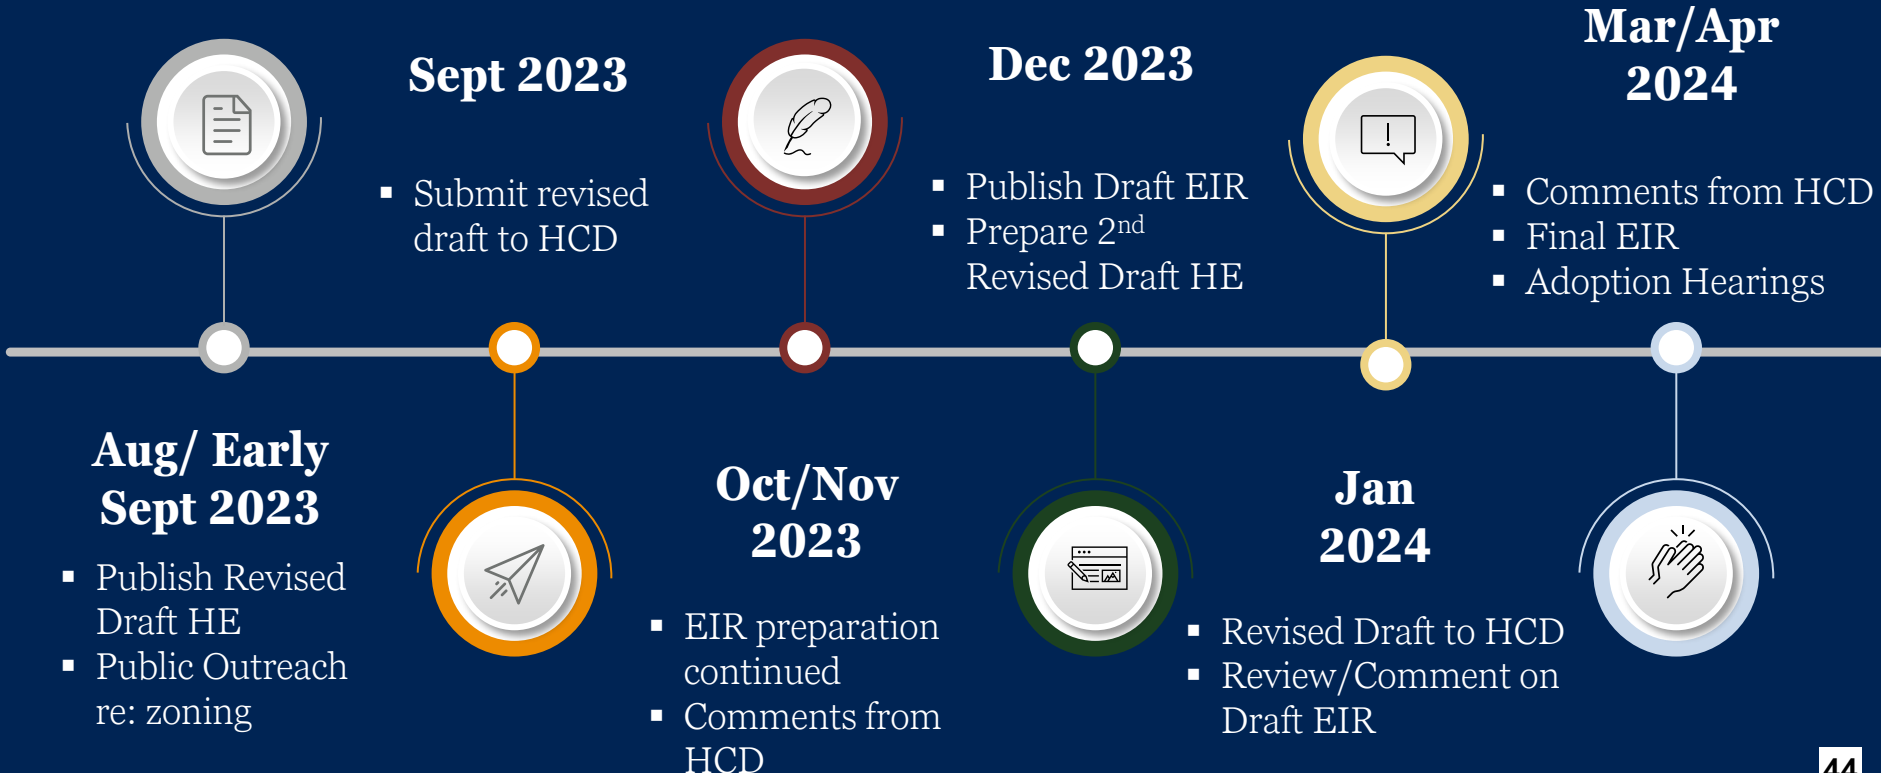 Aug/ Early
Sept 2023
▪ Publish Revised
Draft HE
▪ Public Outreach
re: zoning
Sept 2023
▪ Submit revised
draft to HCD
Oct/Nov
2023
▪ EIR preparation
continued
▪ Comments from
HCD
Dec 2023
▪ Publish Draft EIR
▪ Prepare 2nd
Revised Draft HE
Jan
2024
▪ Revised Draft to HCD
▪ Review/Comment on
Draft EIR
Mar/Apr
2024
▪ Comments from HCD
▪ Final EIR
▪ Adoption Hearings
44